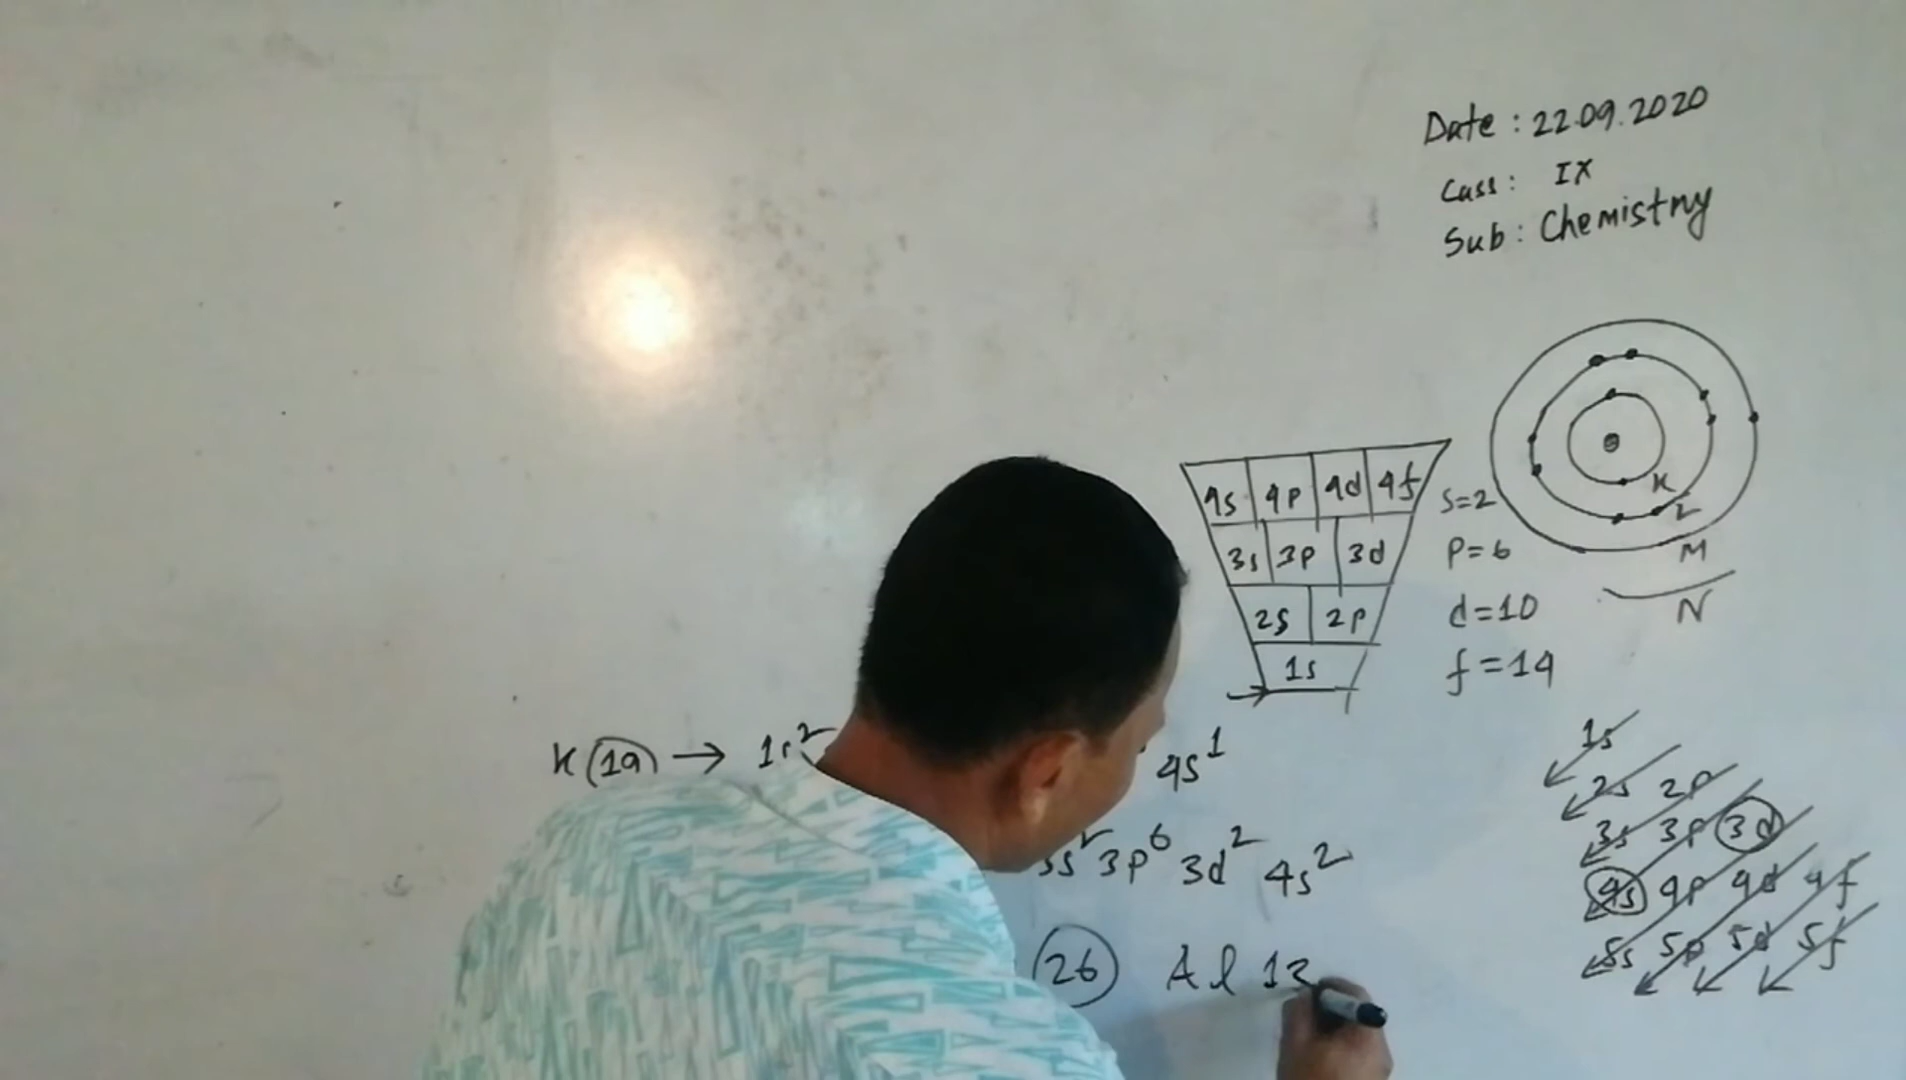 Date : 22.09.2020
Cass : IX
Sub : Chemistry
4s 4p 4d 4f
3s 3p 3d
2s 2p
1s
s=2
p=6
d=10
f=14
K
L
M
N
K(19) → 1s²
4s¹
3s² 3p⁶ 3d² 4s²
26 Al 13
1s
2s 2p
3s 3p 3d
4s 4p 4d 4f
5s 5p 5d 5f